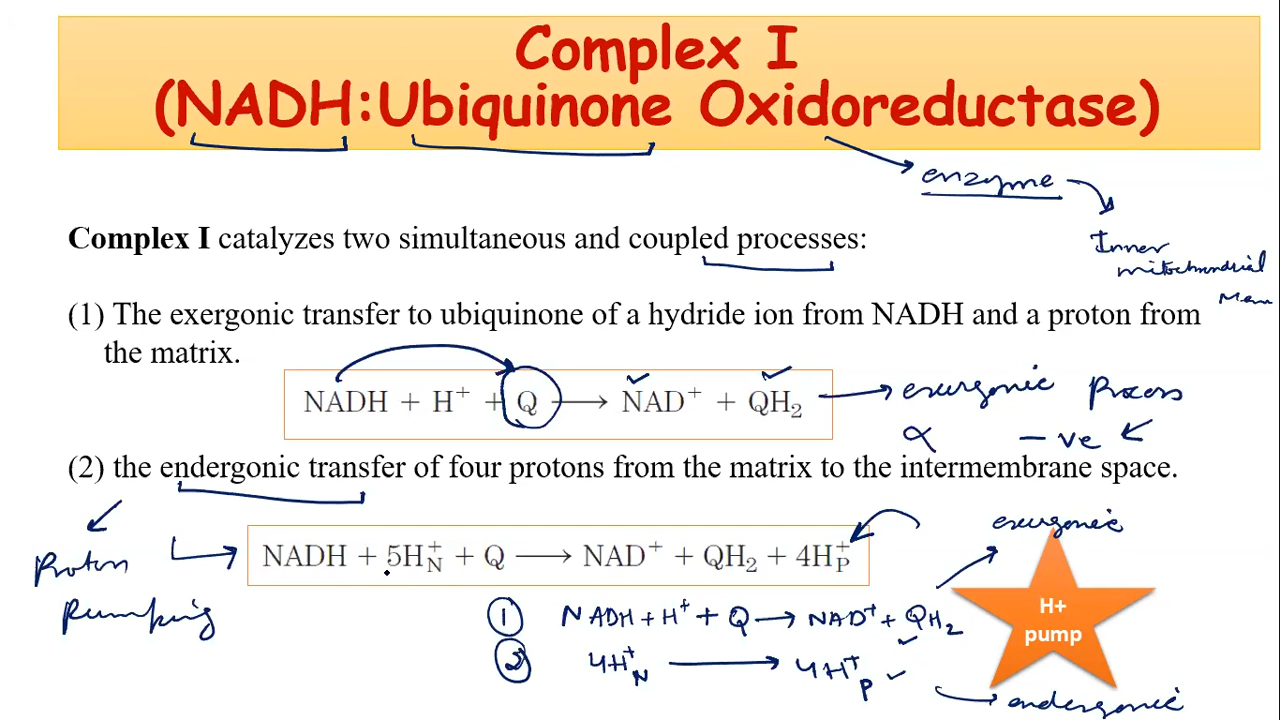 Complex I
(NADH:Ubiquinone Oxidoreductase)
enzyme
Inner
mitochondrial
Mem
Complex I catalyzes two simultaneous and coupled processes:
(1) The exergonic transfer to ubiquinone of a hydride ion from NADH and a proton from
the matrix.
NADH + H⁺ + Q ⟶ NAD⁺ + QH₂
exergonic Process
- ve
(2) the endergonic transfer of four protons from the matrix to the intermembrane space.
exergonic
Proton
Pumping
NADH + 5H⁺N + Q ⟶ NAD⁺ + QH₂ + 4H⁺P
H+
pump
① NADH + H⁺ + Q ⟶ NAD⁺ + QH₂
② 4H⁺N ⟶ 4H⁺P
endergonic